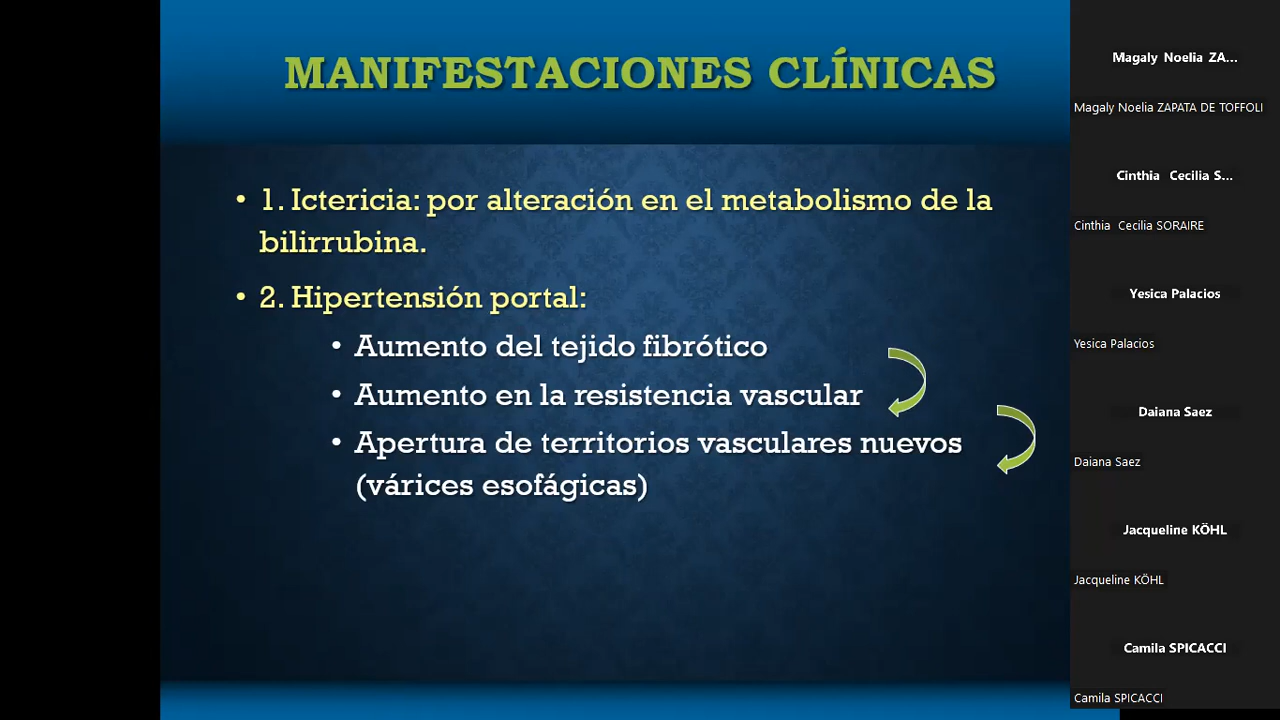 MANIFESTACIONES CLÍNICAS
• 1. Ictericia: por alteración en el metabolismo de la
bilirrubina.
• 2. Hipertensión portal:
• Aumento del tejido fibrótico
• Aumento en la resistencia vascular
• Apertura de territorios vasculares nuevos
(várices esofágicas)
Magaly Noelia ZA...
Magaly Noelia ZAPATA DE TOFFOLI
Cinthia Cecilia S...
Cinthia Cecilia SORAIRE
Yesica Palacios
Yesica Palacios
Daiana Saez
Daiana Saez
Jacqueline KÖHL
Jacqueline KÖHL
Camila SPICACCI
Camila SPICACCI